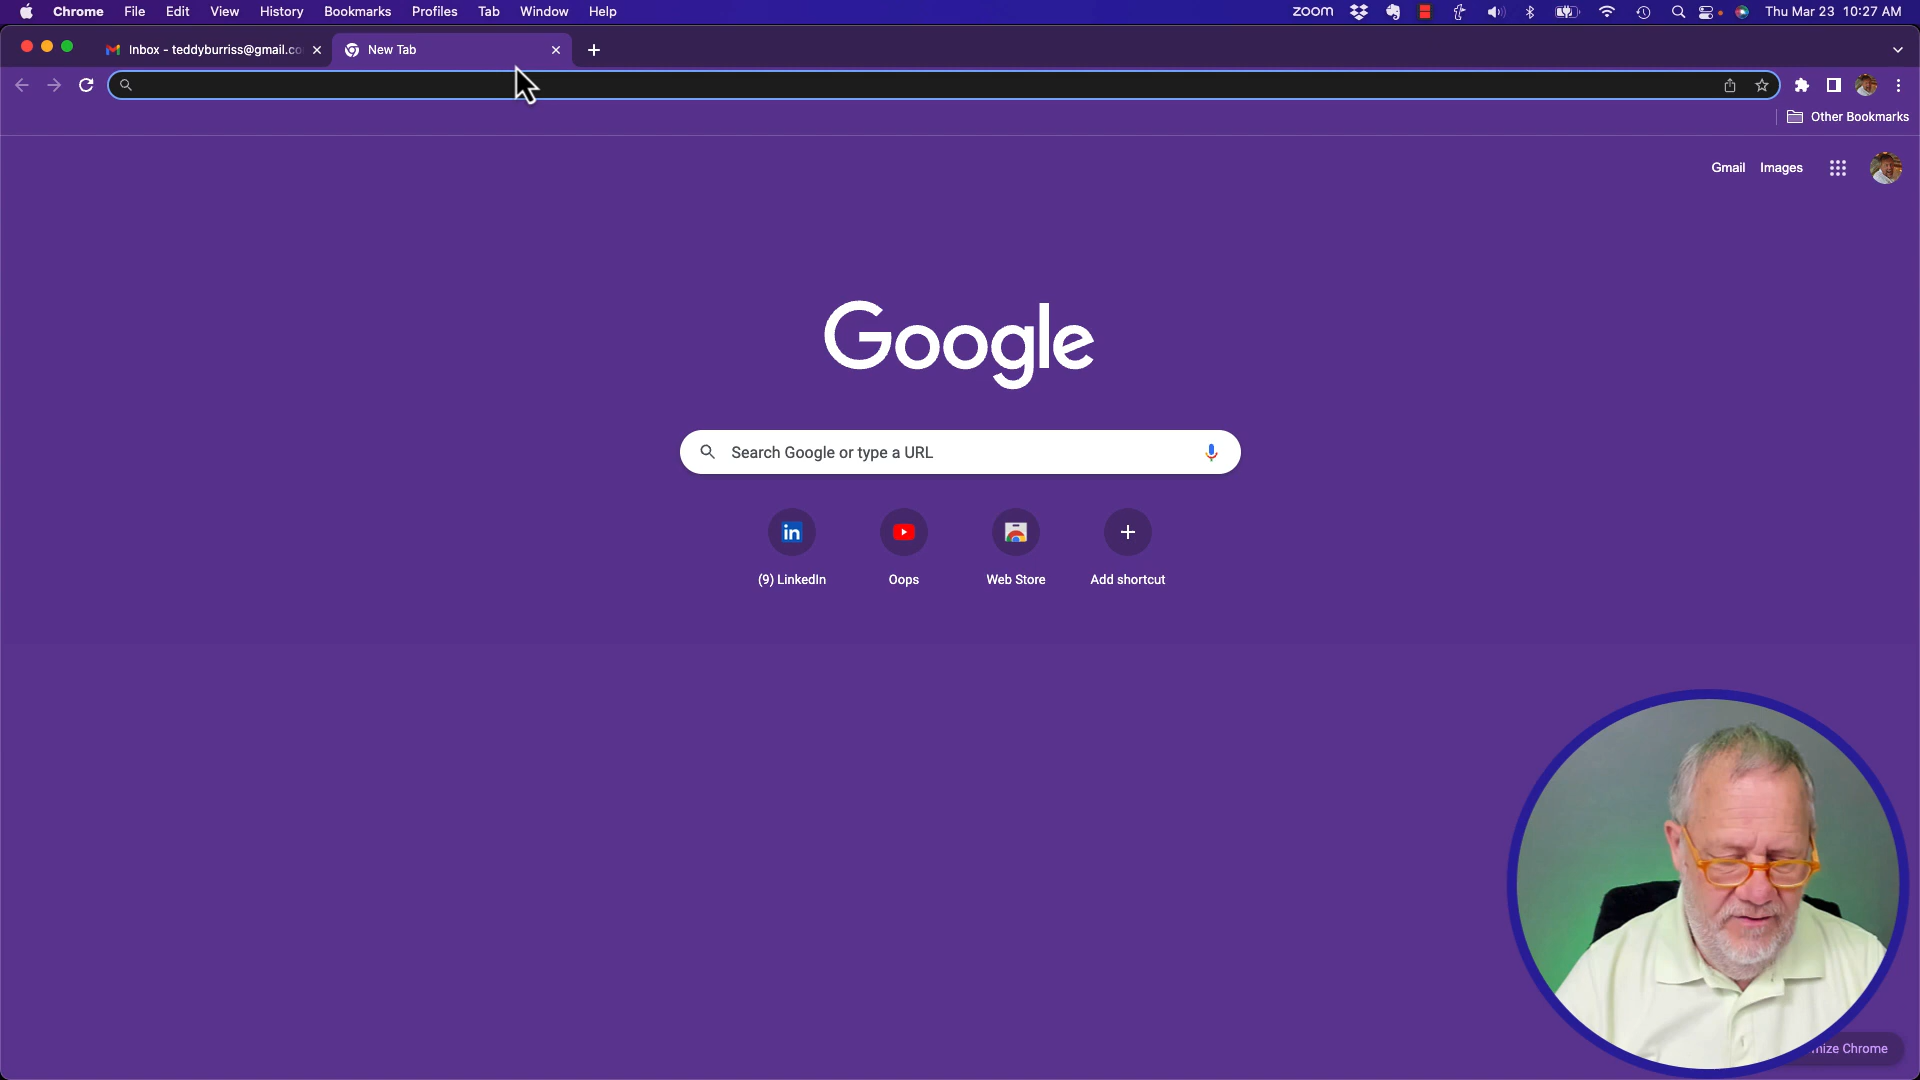 Chrome File Edit View History Bookmarks Profiles Tab Window Help zoom Thu Mar 23 10:27 AM
Inbox - teddyburriss@gmail.co New Tab
Other Bookmarks
Gmail Images
Google
Search Google or type a URL
(9) LinkedIn Oops Web Store Add shortcut
mize Chrome